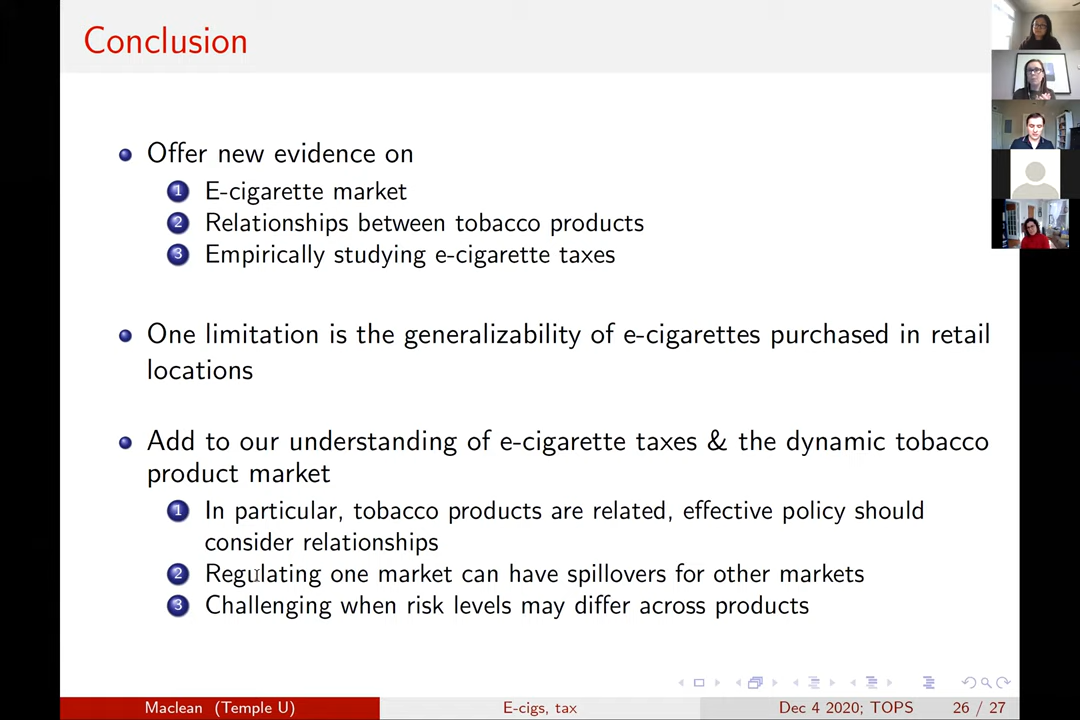 Conclusion
Offer new evidence on
1 E-cigarette market
2 Relationships between tobacco products
3 Empirically studying e-cigarette taxes
One limitation is the generalizability of e-cigarettes purchased in retail
locations
Add to our understanding of e-cigarette taxes & the dynamic tobacco
product market
1 In particular, tobacco products are related, effective policy should
consider relationships
2 Regulating one market can have spillovers for other markets
3 Challenging when risk levels may differ across products
Maclean (Temple U) E-cigs, tax Dec 4 2020; TOPS 26 / 27